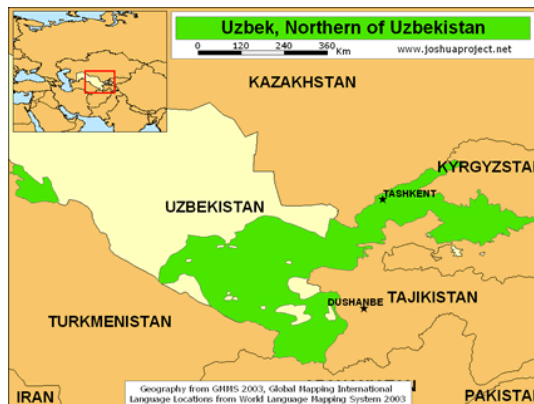 Uzbek, Northern of Uzbekistan
0 120 240 360
Km
www.joshuaproject.net
KAZAKHSTAN
KYRGYZSTAN
TASHKENT
UZBEKISTAN
DUSHANBE
TAJIKISTAN
TURKMENISTAN
IRAN
PAKISTAN
Geography from GMMS 2003, Global Mapping International
Language Locations from World Language Mapping System 2003